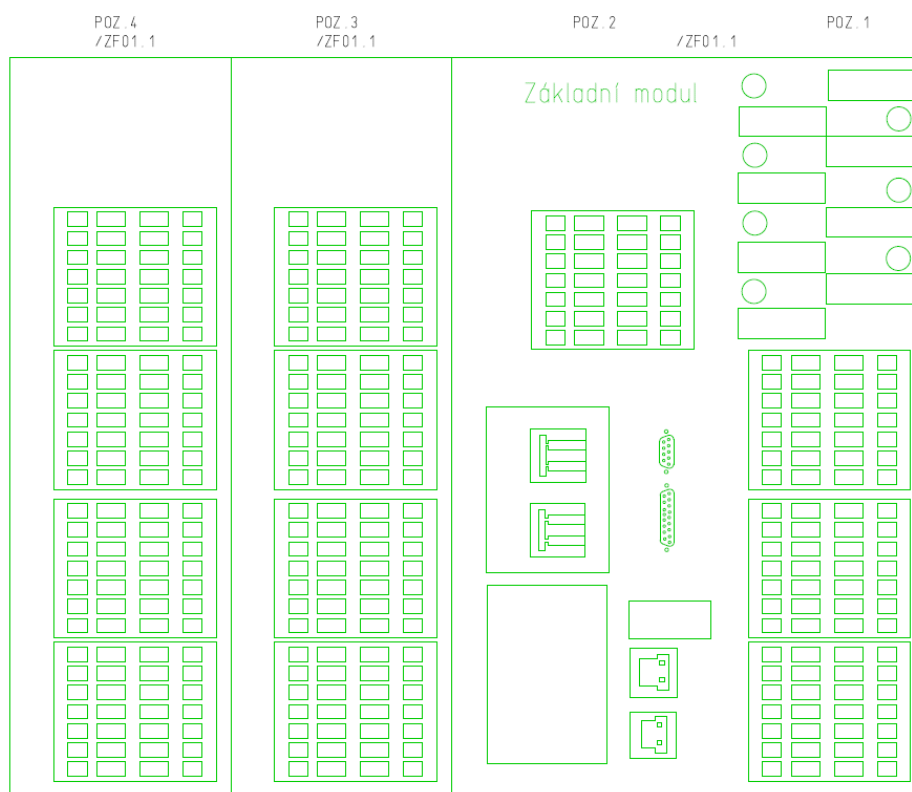 POZ.4
/ZF01.1
POZ.3
/ZF01.1
POZ.2
/ZF01.1
POZ.1
Základní modul